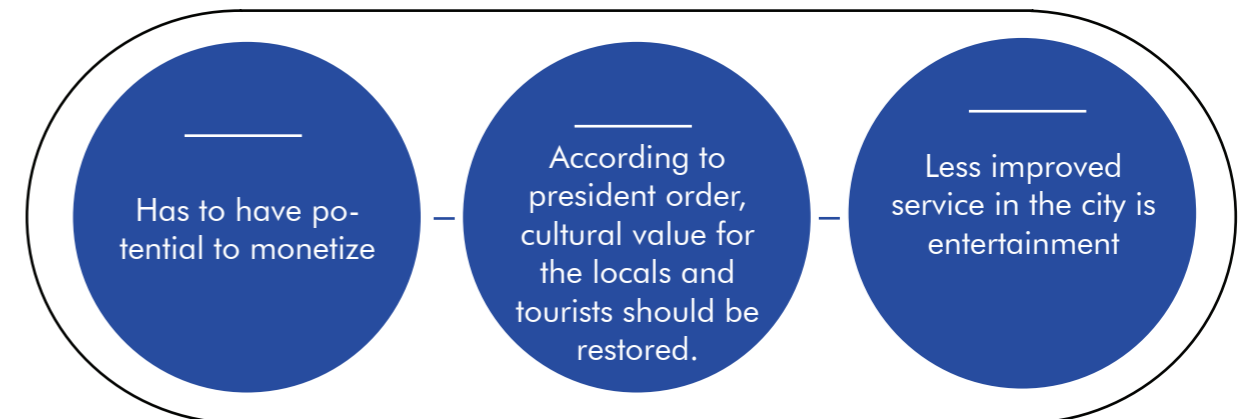 Has to have po-
tential to monetize
According to
president order,
cultural value for
the locals and
tourists should be
restored.
Less improved
service in the city is
entertainment